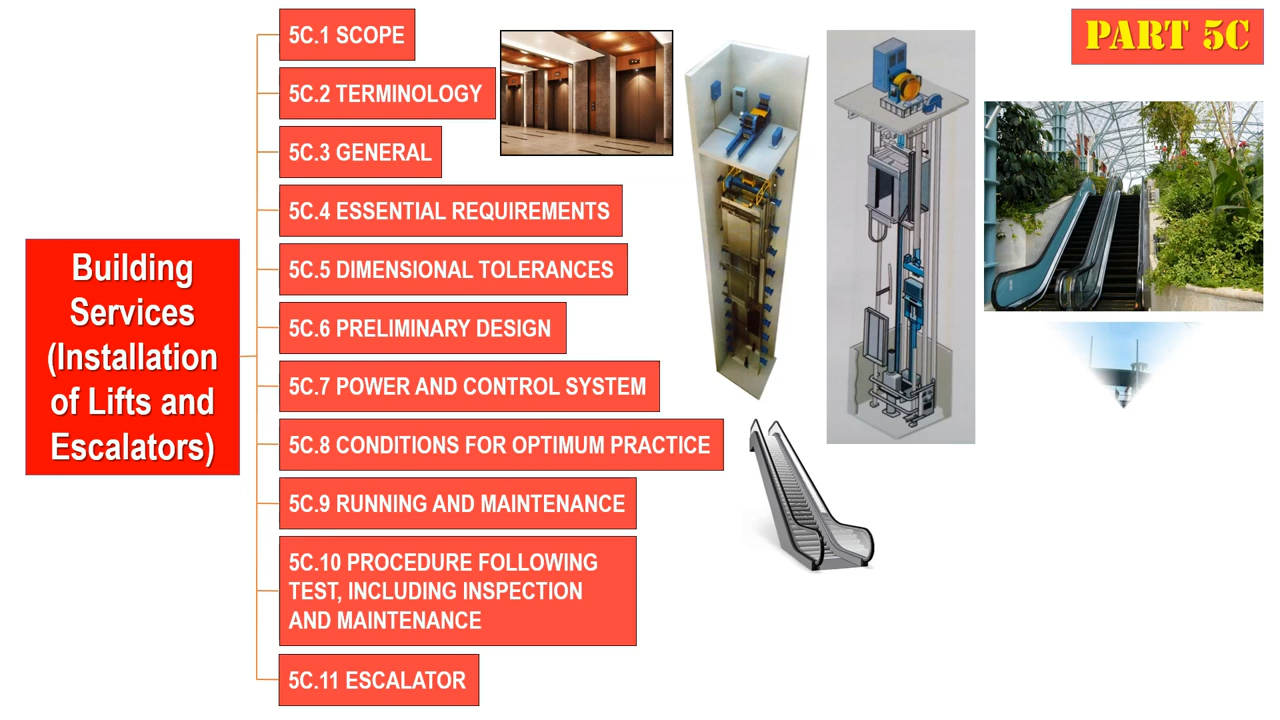 PART 5C
Building
Services
(Installation
of Lifts and
Escalators)
5C.1 SCOPE
5C.2 TERMINOLOGY
5C.3 GENERAL
5C.4 ESSENTIAL REQUIREMENTS
5C.5 DIMENSIONAL TOLERANCES
5C.6 PRELIMINARY DESIGN
5C.7 POWER AND CONTROL SYSTEM
5C.8 CONDITIONS FOR OPTIMUM PRACTICE
5C.9 RUNNING AND MAINTENANCE
5C.10 PROCEDURE FOLLOWING
TEST, INCLUDING INSPECTION
AND MAINTENANCE
5C.11 ESCALATOR